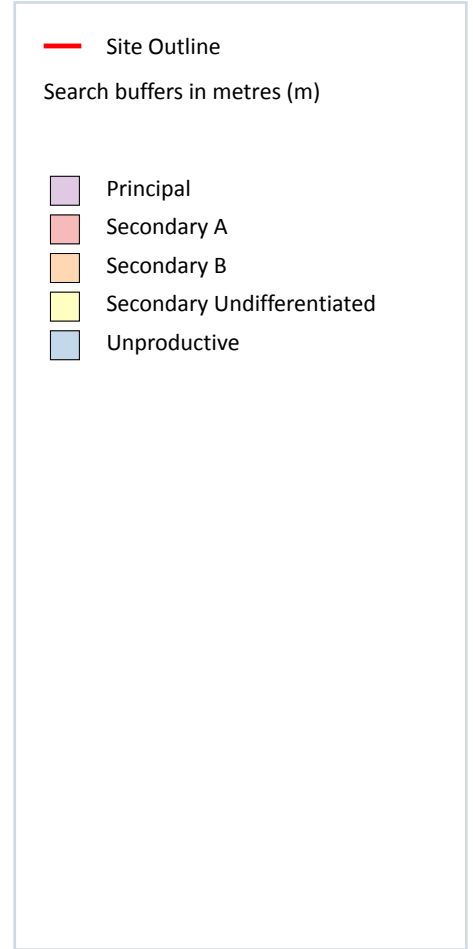 Site Outline
Search buffers in metres (m)
Principal
Secondary A
Secondary B
Secondary Undifferentiated
Unproductive